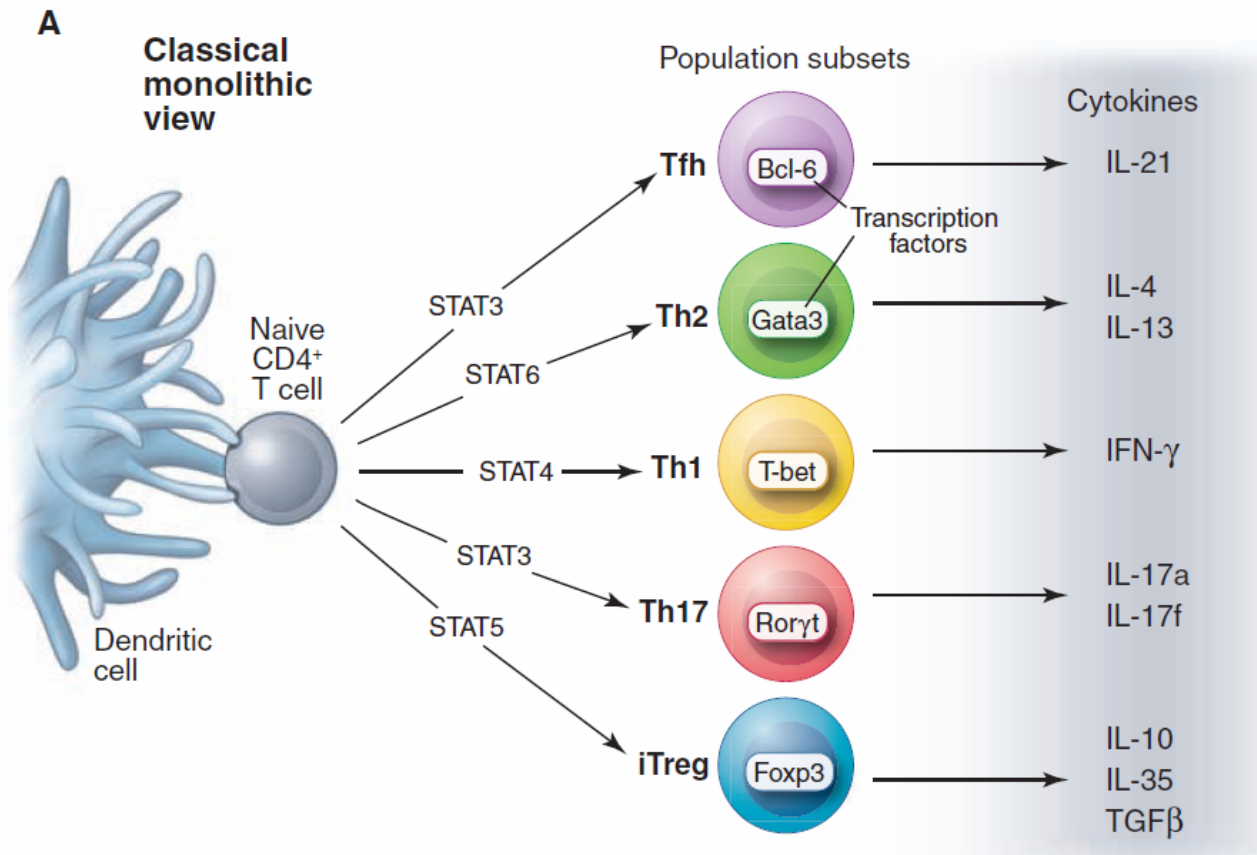 A
Classical
monolithic
view
Population subsets
Cytokines
Tfh
Bcl-6
IL-21
Transcription
factors
STAT3
Th2
Gata3
IL-4
IL-13
Naive
CD4⁺
T cell
STAT6
STAT4
Th1
T-bet
IFN-γ
STAT3
Th17
Rorγt
IL-17a
IL-17f
STAT5
Dendritic
cell
iTreg
Foxp3
IL-10
IL-35
TGFβ